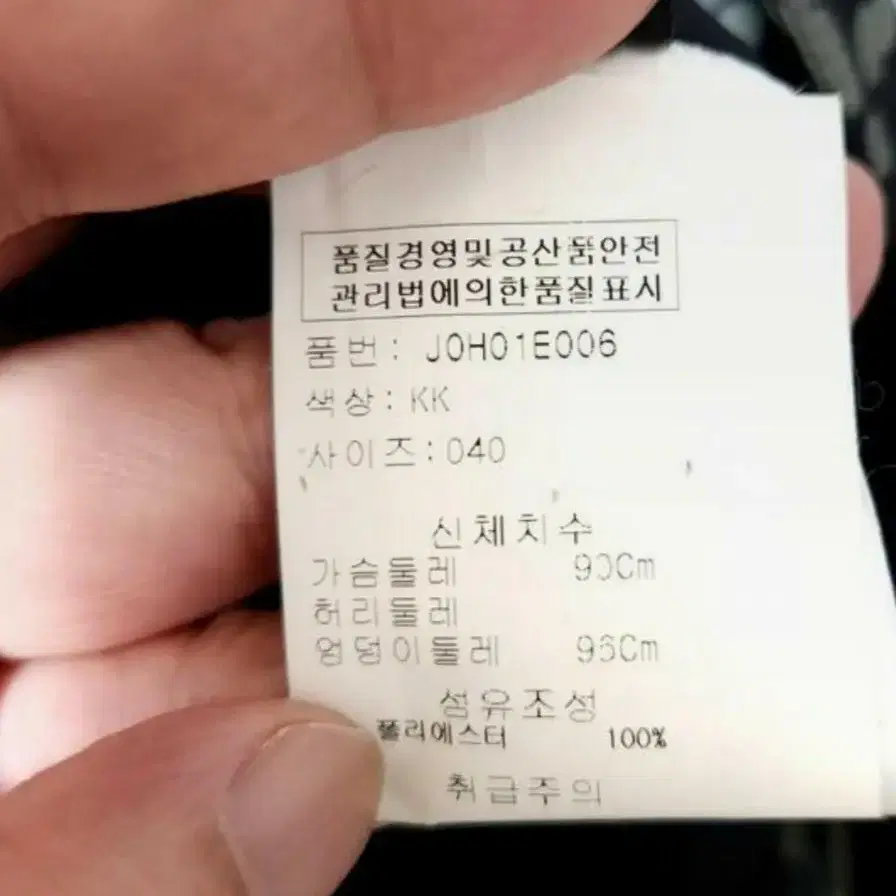 품질경영및공산품안전
관리법에의한품질표시
품번: J0H01E006
색상: KK
사이즈:040
신체치수
가슴둘레 90Cm
허리둘레
엉덩이둘레 96Cm
섬유조성
폴리에스터 100%
취급주의